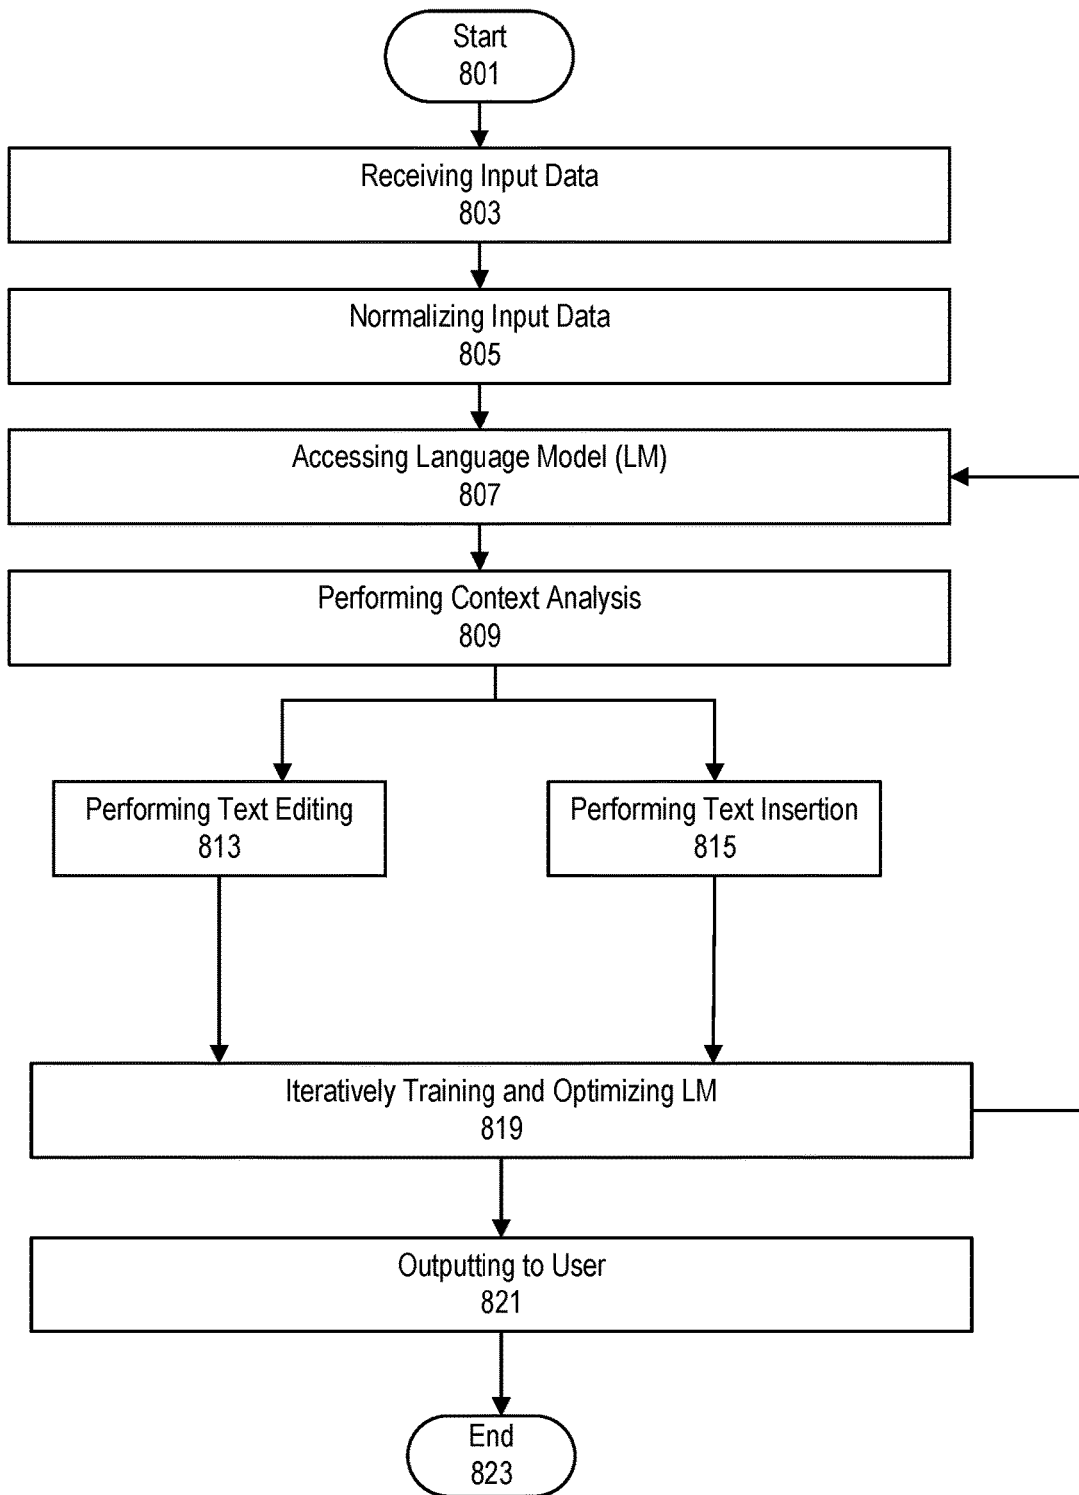 Start
801
Receiving Input Data
803
Normalizing Input Data
805
Accessing Language Model (LM)
807
Performing Context Analysis
809
Performing Text Editing
813
Performing Text Insertion
815
Iteratively Training and Optimizing LM
819
Outputting to User
821
End
823